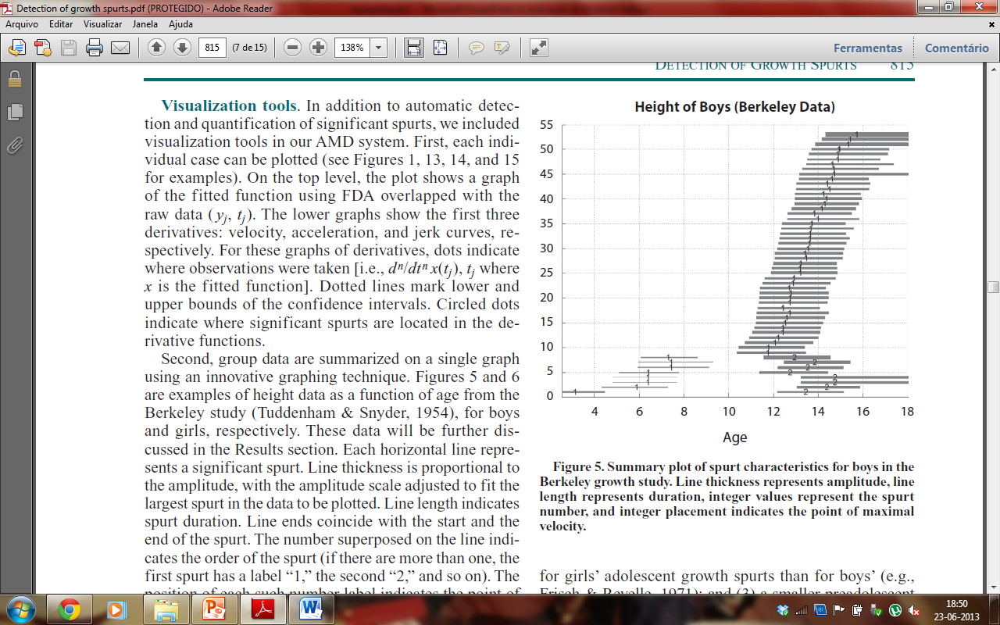 Detection of growth spurts.pdf (PROTEGIDO) - Adobe Reader
Arquivo Editar Visualizar Janela Ajuda
815 (7 de 15) 138% Ferramentas Comentário
DETECTION OF GROWTH SPURTS 815
Visualization tools. In addition to automatic detec-
tion and quantification of significant spurts, we included
visualization tools in our AMD system. First, each indi-
vidual case can be plotted (see Figures 1, 13, 14, and 15
for examples). On the top level, the plot shows a graph
of the fitted function using FDA overlapped with the
raw data (yj, tj). The lower graphs show the first three
derivatives: velocity, acceleration, and jerk curves, re-
spectively. For these graphs of derivatives, dots indicate
where observations were taken [i.e., dⁿ/dtⁿ x(tj), tj where
x is the fitted function]. Dotted lines mark lower and
upper bounds of the confidence intervals. Circled dots
indicate where significant spurts are located in the de-
rivative functions.
Second, group data are summarized on a single graph
using an innovative graphing technique. Figures 5 and 6
are examples of height data as a function of age from the
Berkeley study (Tuddenham & Snyder, 1954), for boys
and girls, respectively. These data will be further dis-
cussed in the Results section. Each horizontal line repre-
sents a significant spurt. Line thickness is proportional to
the amplitude, with the amplitude scale adjusted to fit the
largest spurt in the data to be plotted. Line length indicates
spurt duration. Line ends coincide with the start and the
end of the spurt. The number superposed on the line indi-
cates the order of the spurt (if there are more than one, the
first spurt has a label “1,” the second “2,” and so on). The
position of each such number label indicates the point of
Height of Boys (Berkeley Data)
55
50
45
40
35
30
25
20
15
10
5
0
4 6 8 10 12 14 16 18
Age
Figure 5. Summary plot of spurt characteristics for boys in the
Berkeley growth study. Line thickness represents amplitude, line
length represents duration, integer values represent the spurt
number, and integer placement indicates the point of maximal
velocity.
for girls’ adolescent growth spurts than for boys’ (e.g.,
Frisch & Revelle, 1971); and (3) a smaller preadolescent
18:50
23-06-2013